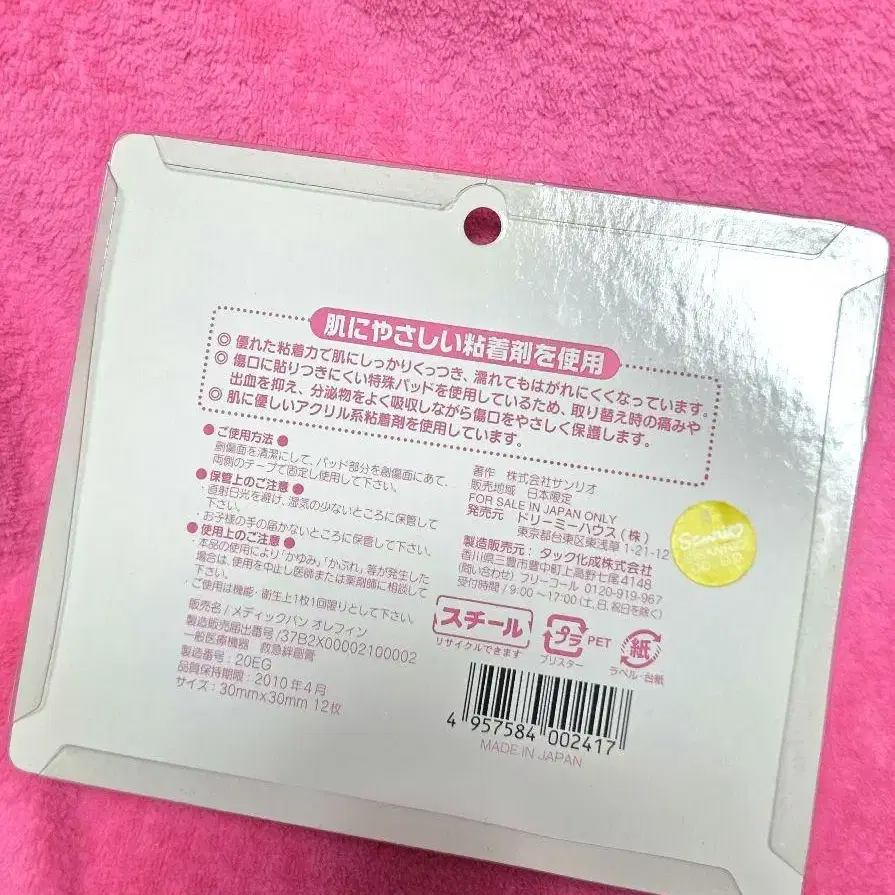 肌にやさしい粘着剤を使用
◎ 優れた粘着力で肌にしっかりくっつき、濡れてもはがれにくくなっています。
◎ 傷口に貼りつきにくい特殊パッドを使用しているため、取り替え時の痛みや
出血を抑え、分泌物をよく吸収しながら傷口をやさしく保護します。
◎ 肌に優しいアクリル系粘着剤を使用しています。
● ご使用方法 ●
創傷面を清潔にして、パッド部分を創傷面にあて、
両側のテープで固定し使用して下さい。
● 保管上のご注意 ●
・直射日光を避け、湿気の少ないところに保管して
下さい。
・お子様の手の届かないところに保管して下さい。
● 使用上のご注意 ●
・本品の使用により「かゆみ」「かぶれ」等が発生した
場合は、使用を中止し医師または薬剤師に相談して
下さい。
・ご使用は機能・衛生上1枚1回限りとして下さい。
販売名/メディックバン オレフィン
製造販売届出番号/37B2X00002100002
一般医療機器 救急絆創膏
製造番号:20EG
品質保持期限:2010年4月
サイズ:30mm×30mm 12枚
著作 株式会社サンリオ
販売地域 日本限定
FOR SALE IN JAPAN ONLY
発売元 ドリーミーハウス(株)
東京都台東区東浅草1-21-12
製造販売元:タック化成株式会社
香川県三豊市豊中町上高野七尾4148
(問い合わせ)フリーコール 0120-919-967
受付時間/9:00~17:00(土、日、祝日を除く)
スチール
リサイクルできます
プラ
PET
ブリスター
紙
ラベル・台紙
4 957584 002417
MADE IN JAPAN
Sanrio